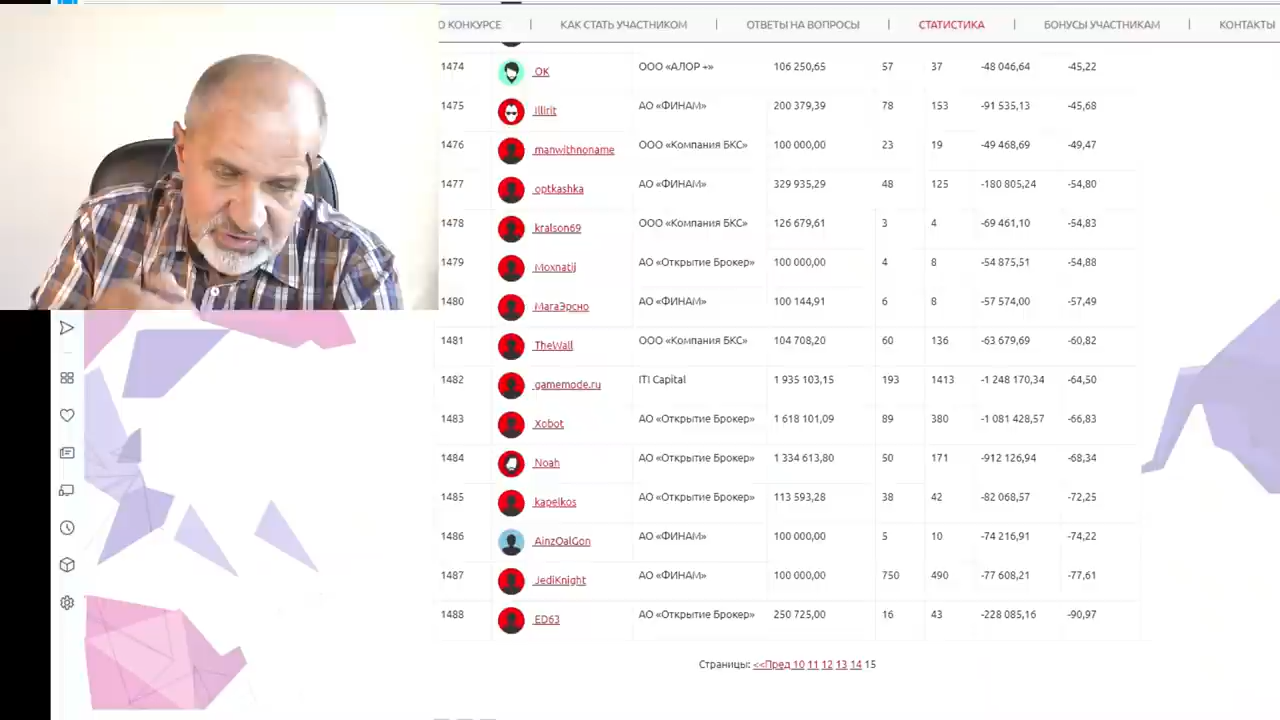 О КОНКУРСЕ | КАК СТАТЬ УЧАСТНИКОМ | ОТВЕТЫ НА ВОПРОСЫ | СТАТИСТИКА | БОНУСЫ УЧАСТНИКАМ | КОНТАКТЫ
1474 OK ООО «АЛОР +» 106 250,65 57 37 -48 046,64 -45,22
1475 Illirit АО «ФИНАМ» 200 379,39 78 153 -91 535,13 -45,68
1476 manwithnoname ООО «Компания БКС» 100 000,00 23 19 -49 468,69 -49,47
1477 optkashka АО «ФИНАМ» 329 935,29 48 125 -180 805,24 -54,80
1478 kralson69 ООО «Компания БКС» 126 679,61 3 4 -69 461,10 -54,83
1479 Moxnatij АО «Открытие Брокер» 100 000,00 4 8 -54 875,51 -54,88
1480 МагаЭрсно АО «ФИНАМ» 100 144,91 6 8 -57 574,00 -57,49
1481 TheWall ООО «Компания БКС» 104 708,20 60 136 -63 679,69 -60,82
1482 gamemode.ru ITI Capital 1 935 103,15 193 1413 -1 248 170,34 -64,50
1483 Xobot АО «Открытие Брокер» 1 618 101,09 89 380 -1 081 428,57 -66,83
1484 Noah АО «Открытие Брокер» 1 334 613,80 50 171 -912 126,94 -68,34
1485 kapelkos АО «Открытие Брокер» 113 593,28 38 42 -82 068,57 -72,25
1486 AinzOalGon АО «ФИНАМ» 100 000,00 5 10 -74 216,91 -74,22
1487 JediKnight АО «ФИНАМ» 100 000,00 750 490 -77 608,21 -77,61
1488 ED63 АО «Открытие Брокер» 250 725,00 16 43 -228 085,16 -90,97
Страницы: <<Пред 10 11 12 13 14 15